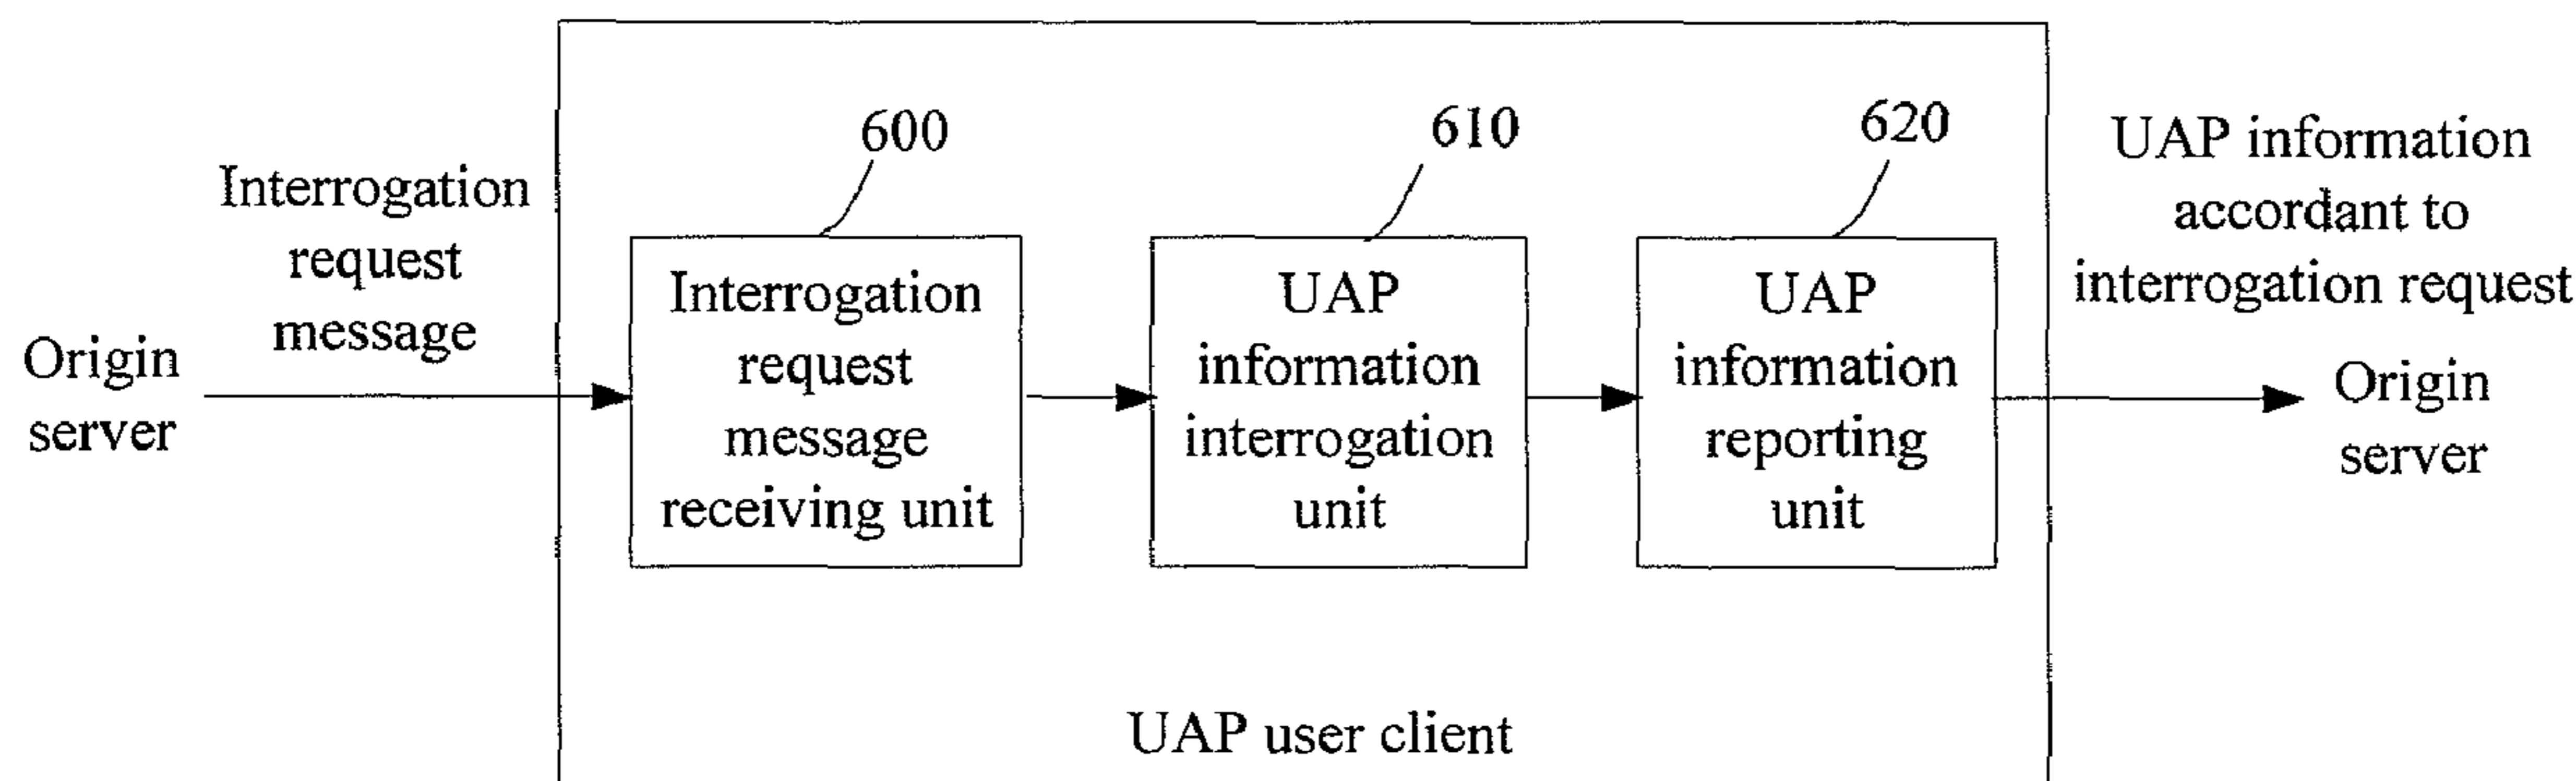 Origin
server
Interrogation
request
message
600
Interrogation
request
message
receiving unit
610
UAP
information
interrogation
unit
620
UAP
information
reporting
unit
UAP information
accordant to
interrogation request
Origin
server
UAP user client